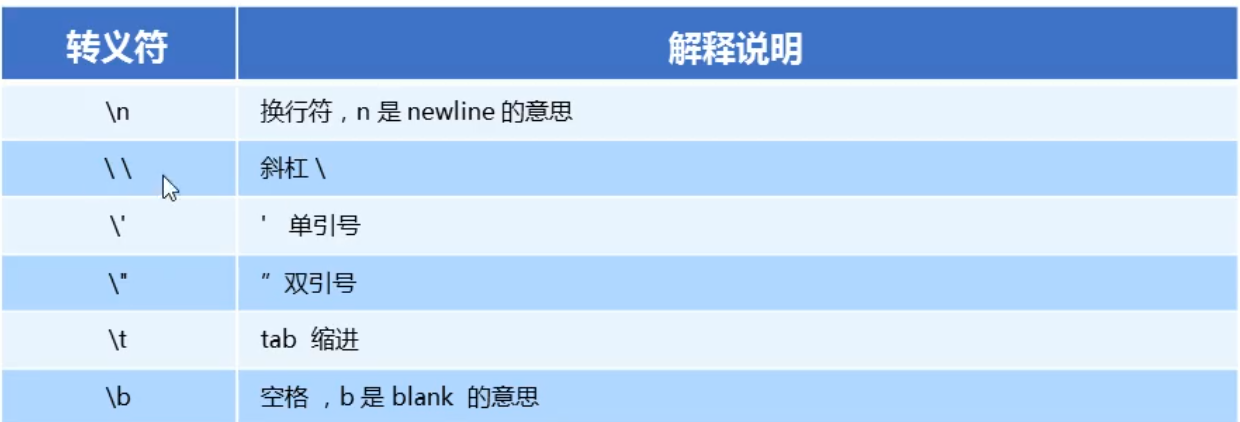 转义符 解释说明
\n 换行符，n 是 newline 的意思
\ \ 斜杠 \
\' ' 单引号
\" ” 双引号
\t tab 缩进
\b 空格 ，b 是 blank 的意思